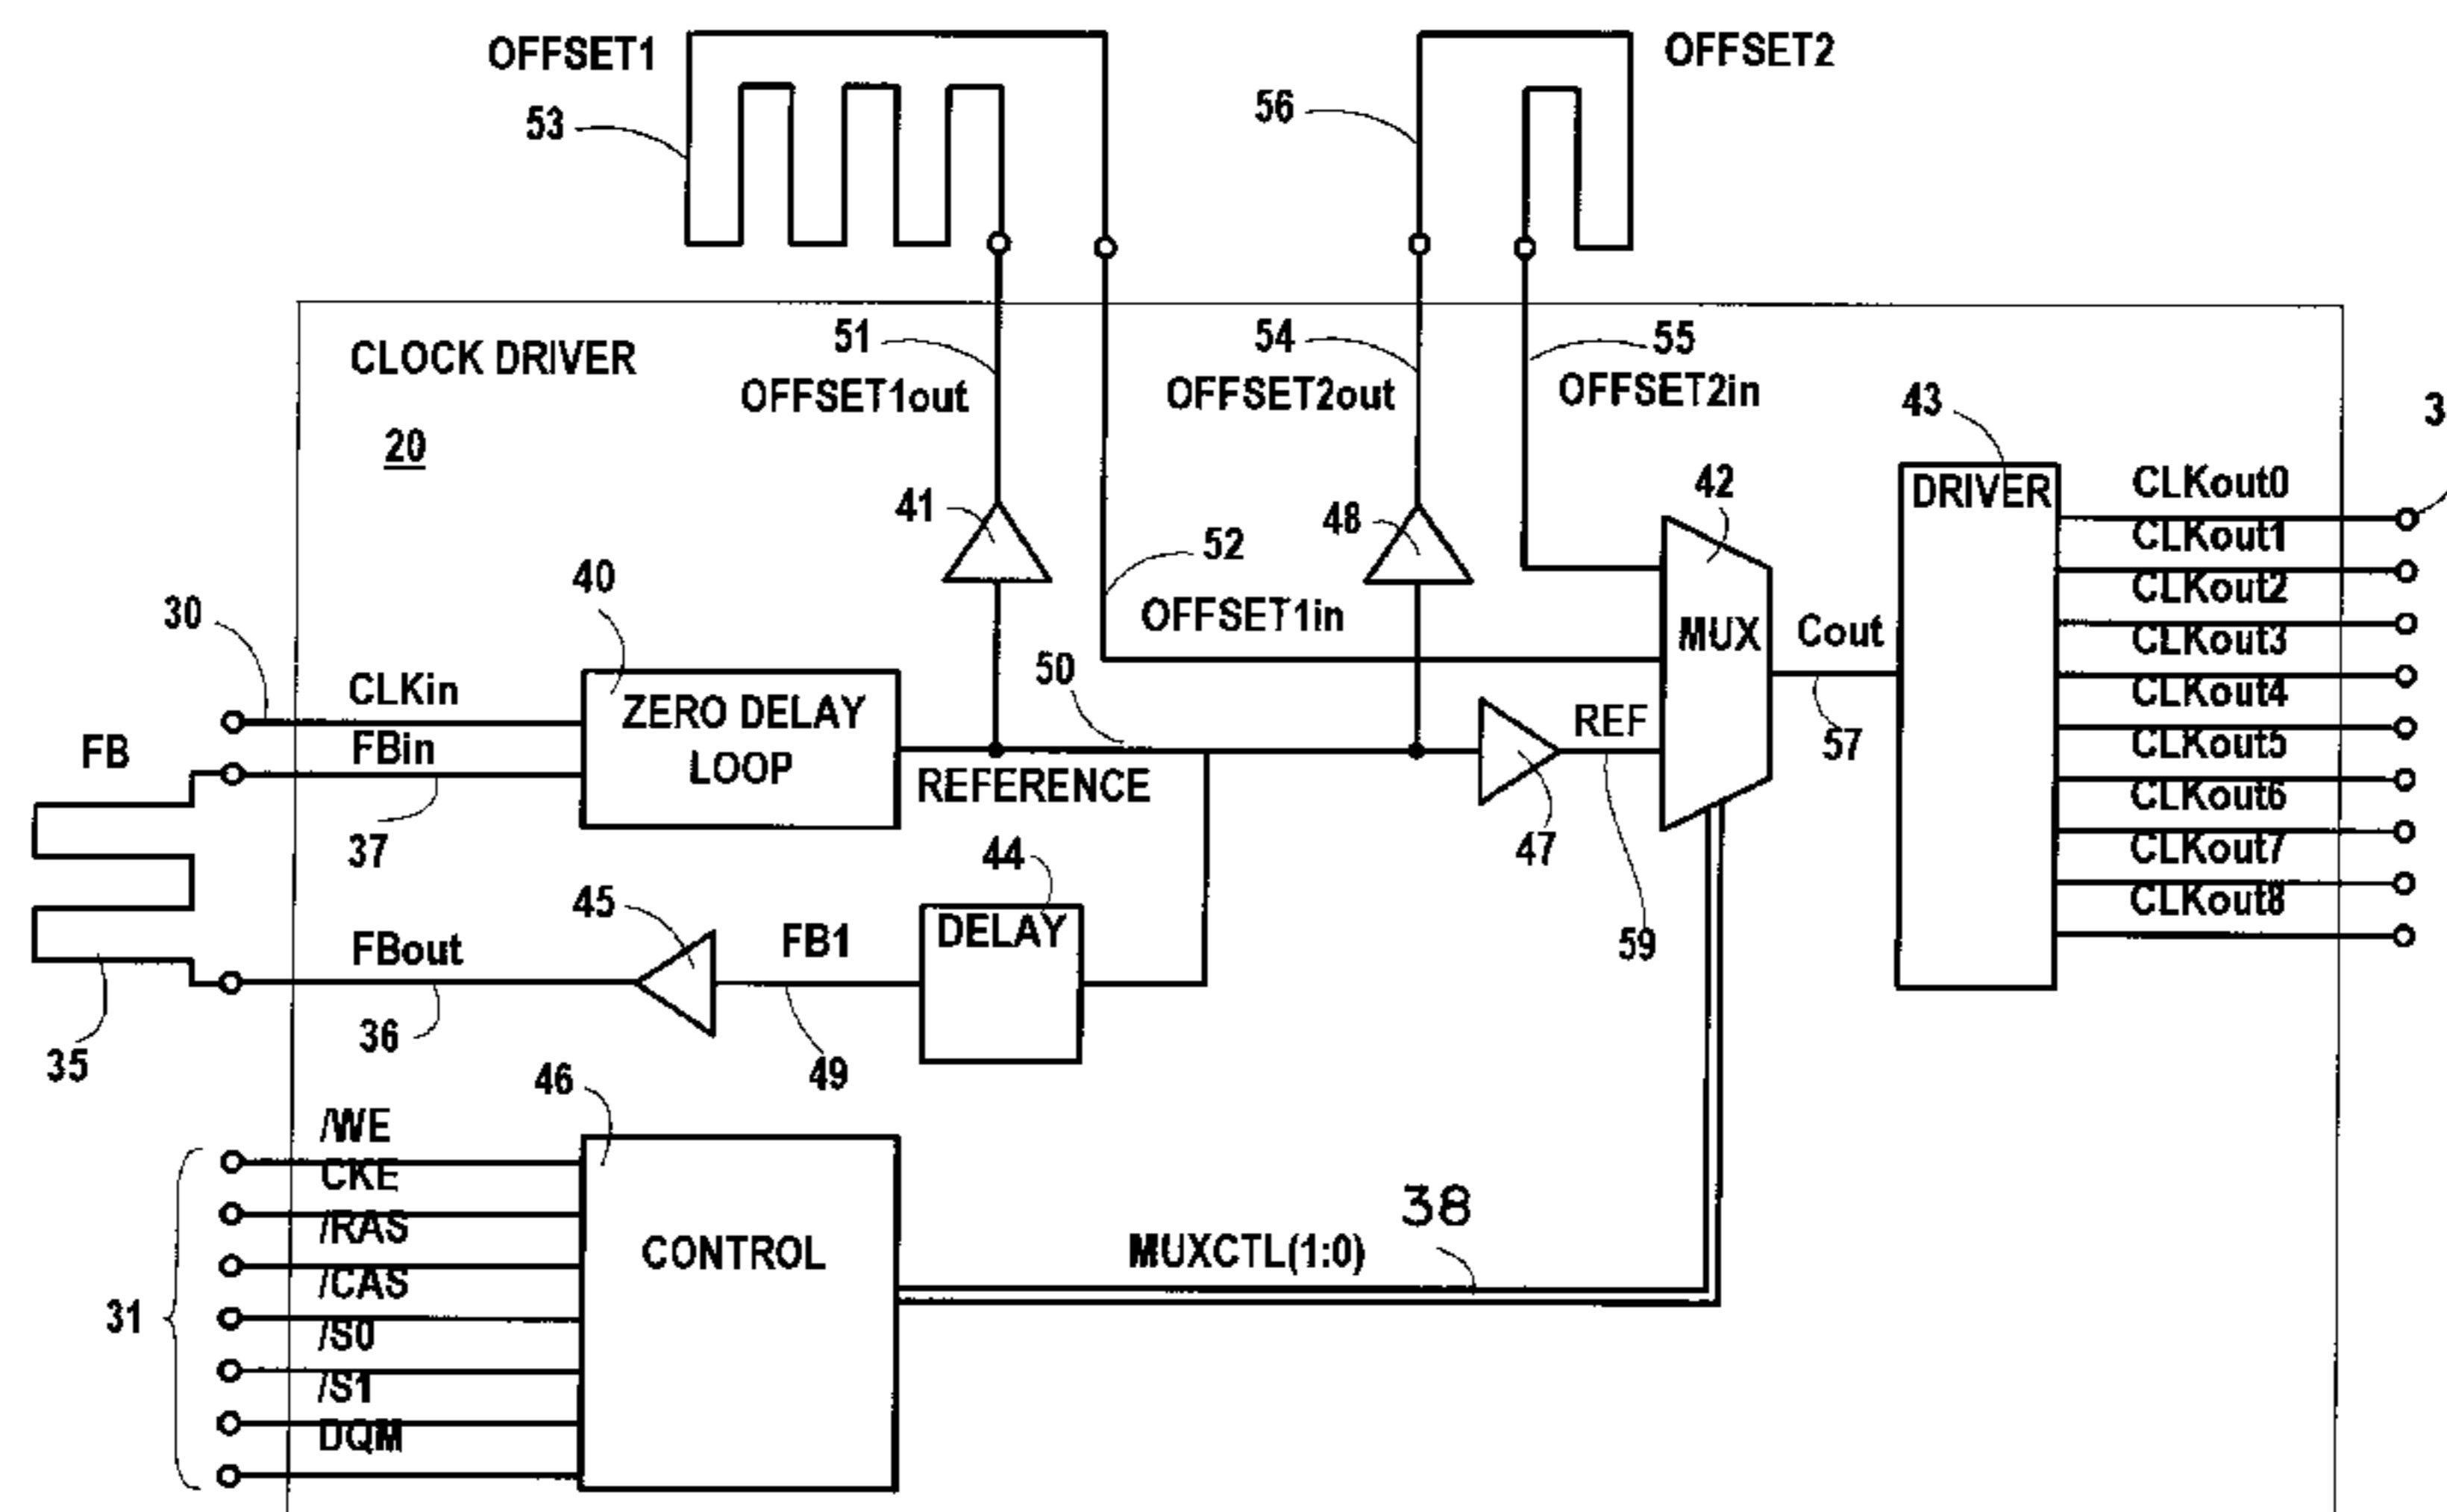 OFFSET1
53
56
OFFSET2
CLOCK DRIVER
20
51
OFFSET1out
54
OFFSET2out
55
OFFSET2in
43
3
41
52
48
42
DRIVER
CLKout0
CLKout1
CLKout2
CLKout3
CLKout4
CLKout5
CLKout6
CLKout7
CLKout8
40
30
OFFSET1in
MUX
Cout
57
CLKin
ZERO DELAY
LOOP
50
REF
FB
FBin
REFERENCE
37
47
59
44
45
FB1
DELAY
FBout
36
49
35
46
/WE
CKE
/RAS
/CAS
/S0
/S1
DQM
31
CONTROL
38
MUXCTL(1:0)